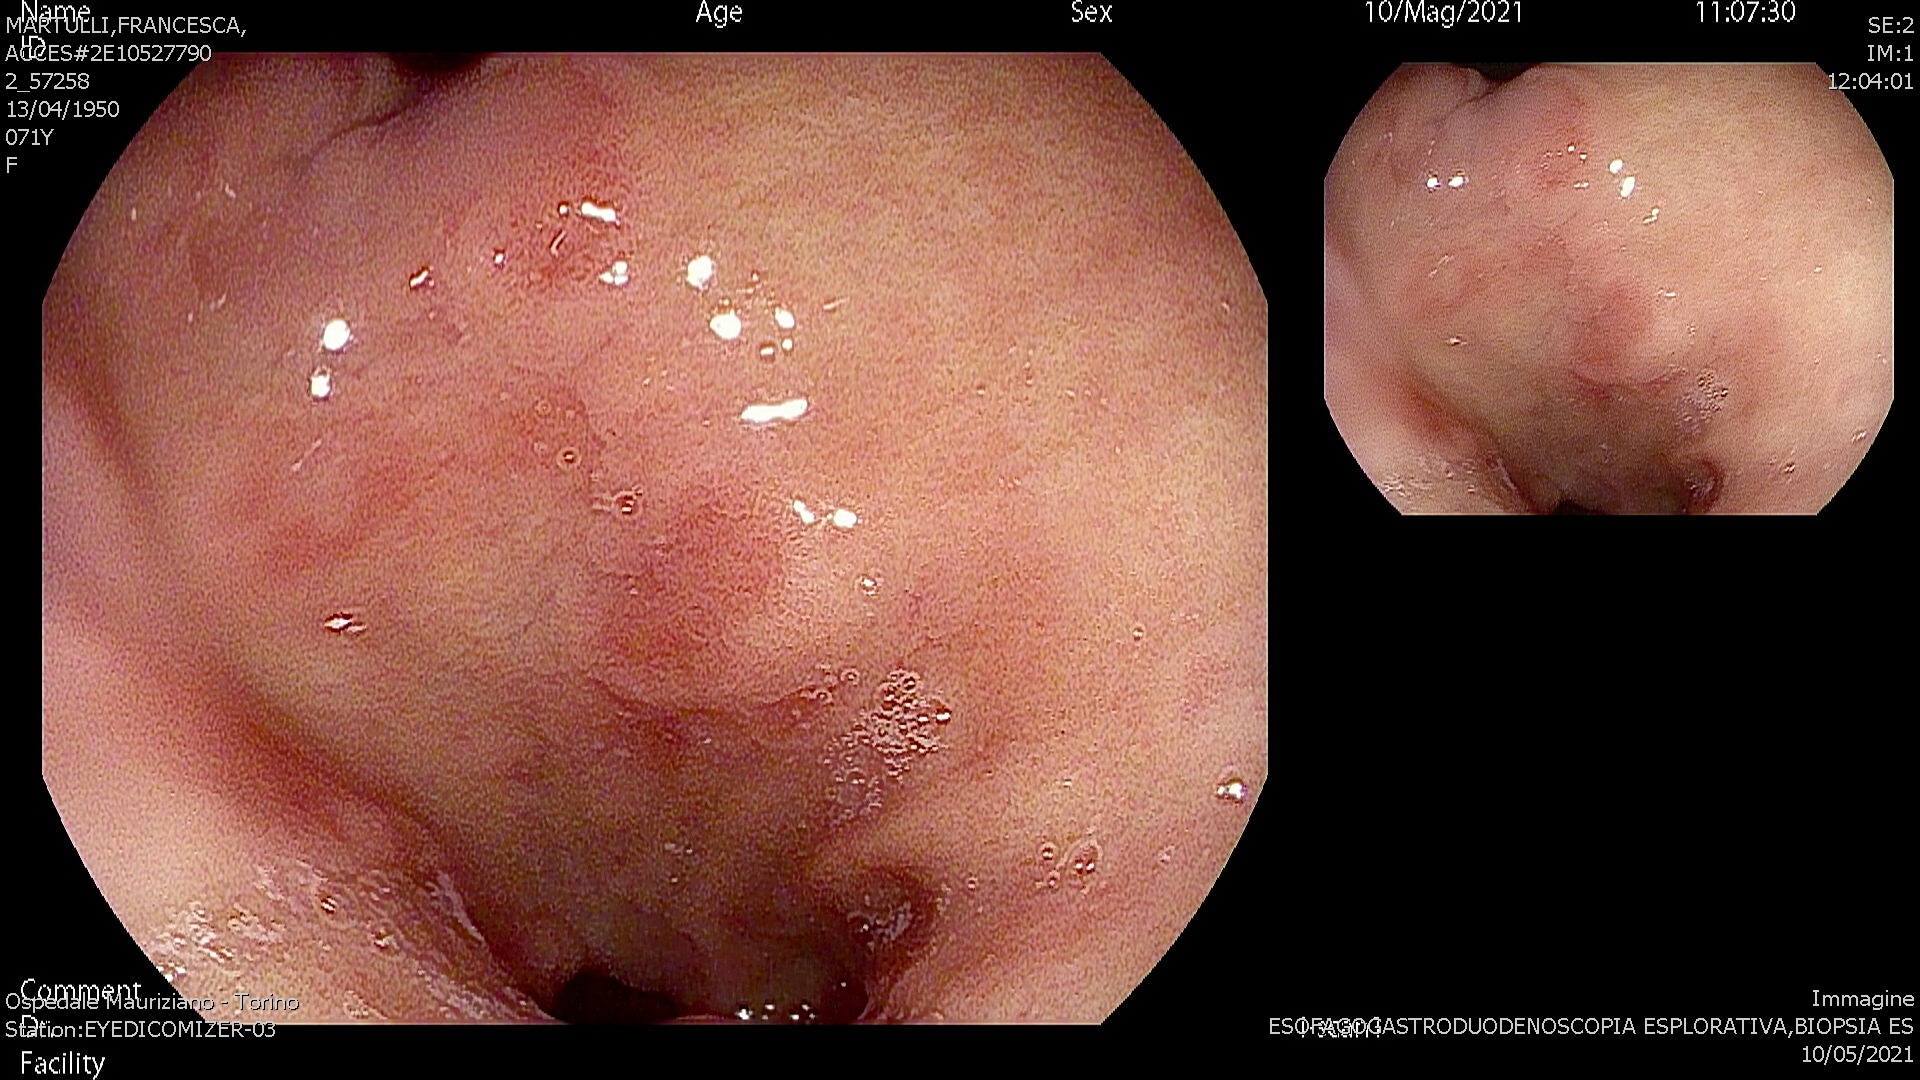 Name Age Sex 10/Mag/2021 11:07:30
MARTULLI,FRANCESCA, SE:2
ID
ACCES#2E10527790 IM:1
2_57258 12:04:01
13/04/1950
071Y
F
Comment
Ospedale Mauriziano - Torino Immagine
Dr.
Station:EYEDICOMIZER-03 ESOFAGOGASTRODUODENOSCOPIA ESPLORATIVA,BIOPSIA ES
Facility 10/05/2021